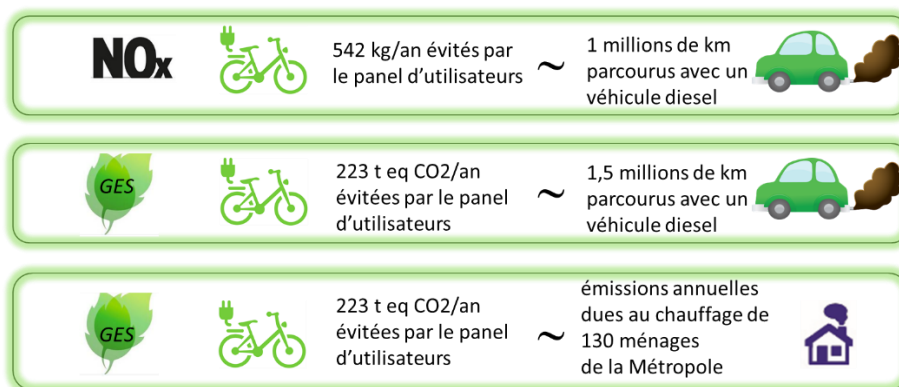 NOx
542 kg/an évités par
le panel d'utilisateurs
~
1 millions de km
parcourus avec un
véhicule diesel
GES
223 t eq CO2/an
évitées par le panel
d'utilisateurs
~
1,5 millions de km
parcourus avec un
véhicule diesel
GES
223 t eq CO2/an
évitées par le panel
d'utilisateurs
~
émissions annuelles
dues au chauffage de
130 ménages
de la Métropole